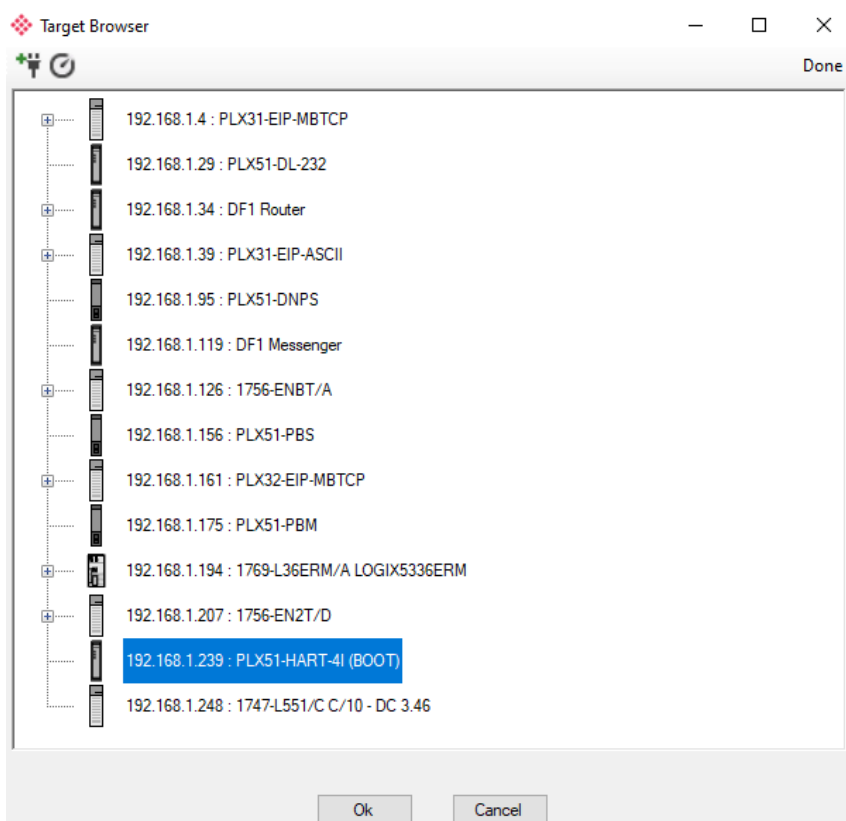 Target Browser
Done
192.168.1.4 : PLX31-EIP-MBTCP
192.168.1.29 : PLX51-DL-232
192.168.1.34 : DF1 Router
192.168.1.39 : PLX31-EIP-ASCII
192.168.1.95 : PLX51-DNPS
192.168.1.119 : DF1 Messenger
192.168.1.126 : 1756-ENBT/A
192.168.1.156 : PLX51-PBS
192.168.1.161 : PLX32-EIP-MBTCP
192.168.1.175 : PLX51-PBM
192.168.1.194 : 1769-L36ERM/A LOGIX5336ERM
192.168.1.207 : 1756-EN2T/D
192.168.1.239 : PLX51-HART-4I (BOOT)
192.168.1.248 : 1747-L551/C C/10 - DC 3.46
Ok Cancel